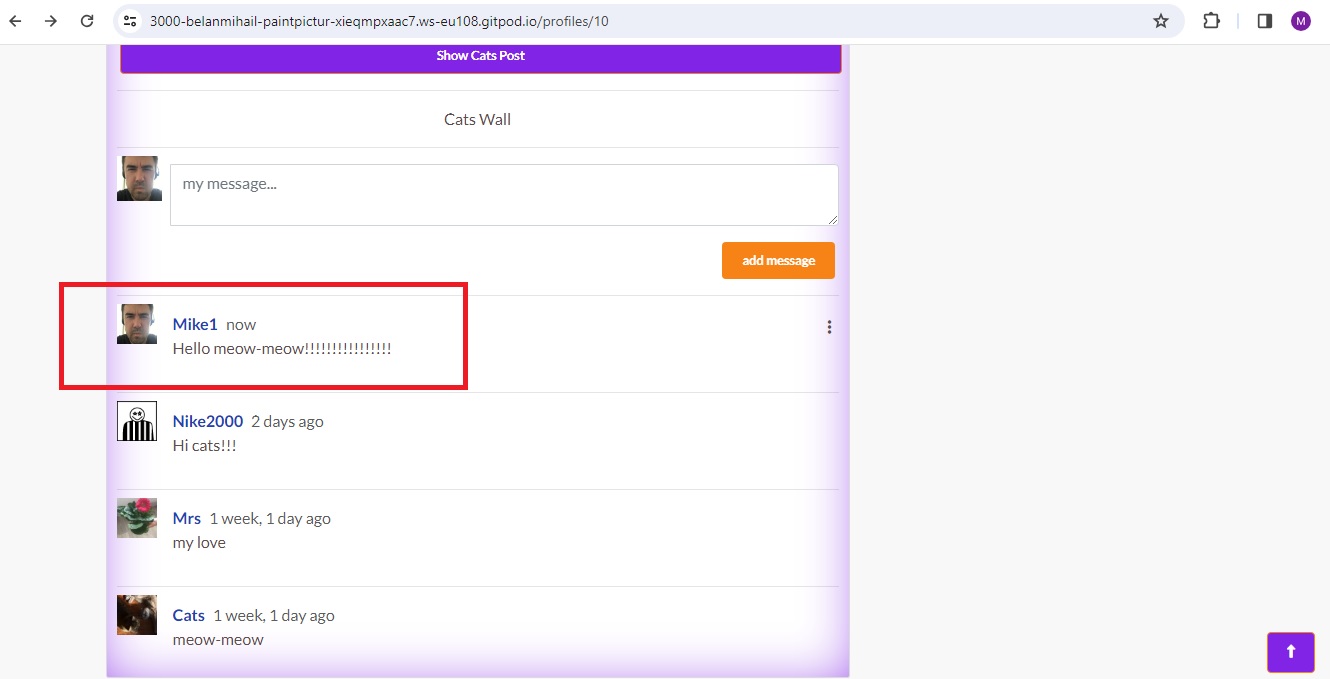 3000-belanmihail-paintpictur-xieqmpxaac7.ws-eu108.gitpod.io/profiles/10
M
Show Cats Post
Cats Wall
my message...
add message
Mike1 now
Hello meow-meow!!!!!!!!!!!!!!!!
Nike2000 2 days ago
Hi cats!!!
Mrs 1 week, 1 day ago
my love
Cats 1 week, 1 day ago
meow-meow